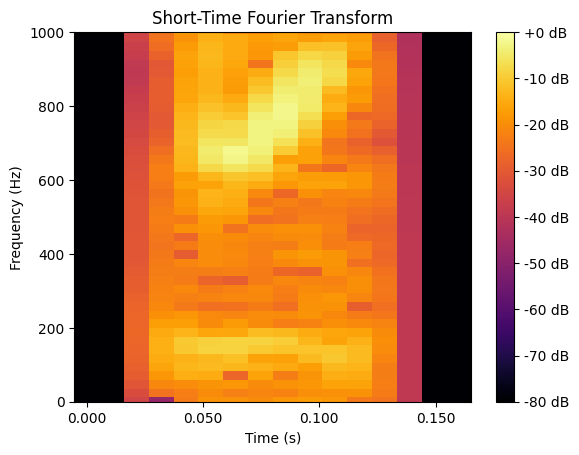 Short-Time Fourier Transform
1000
800
600
400
200
0
Frequency (Hz)
0.000
0.050
0.100
0.150
Time (s)
+0 dB
-10 dB
-20 dB
-30 dB
-40 dB
-50 dB
-60 dB
-70 dB
-80 dB